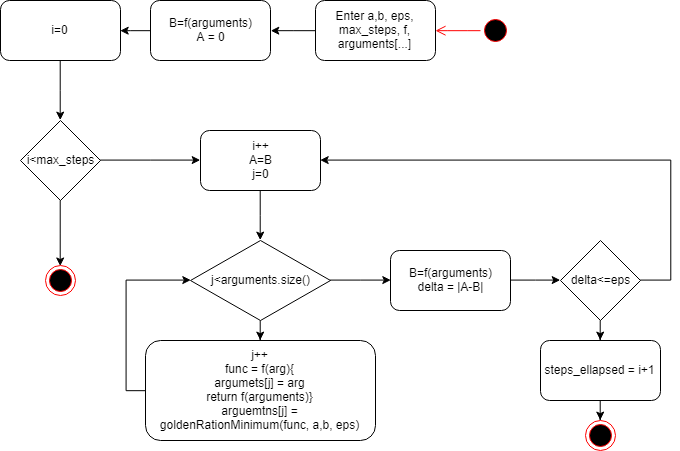 i=0
B=f(arguments)
A = 0
Enter a,b, eps,
max_steps, f,
arguments[...]
i<max_steps
i++
A=B
j=0
j<arguments.size()
B=f(arguments)
delta = |A-B|
delta<=eps
j++
func = f(arg){
argumets[j] = arg
return f(arguments)}
arguemtns[j] =
goldenRationMinimum(func, a,b, eps)
steps_ellapsed = i+1